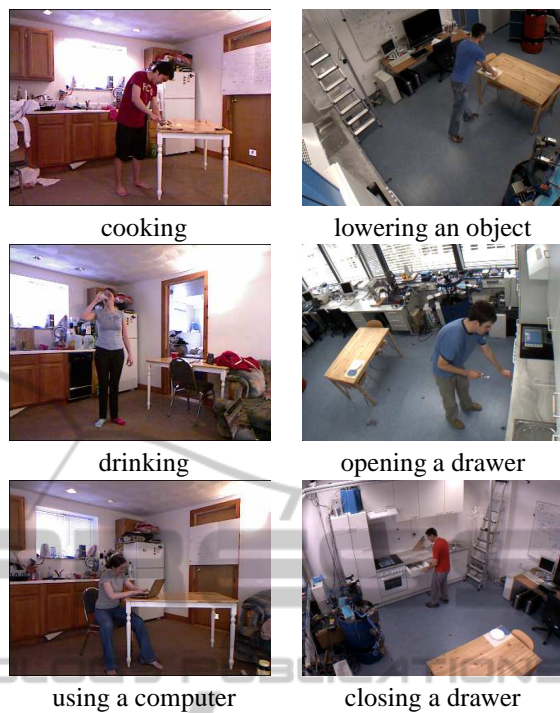 cooking
lowering an object
drinking
opening a drawer
using a computer
closing a drawer